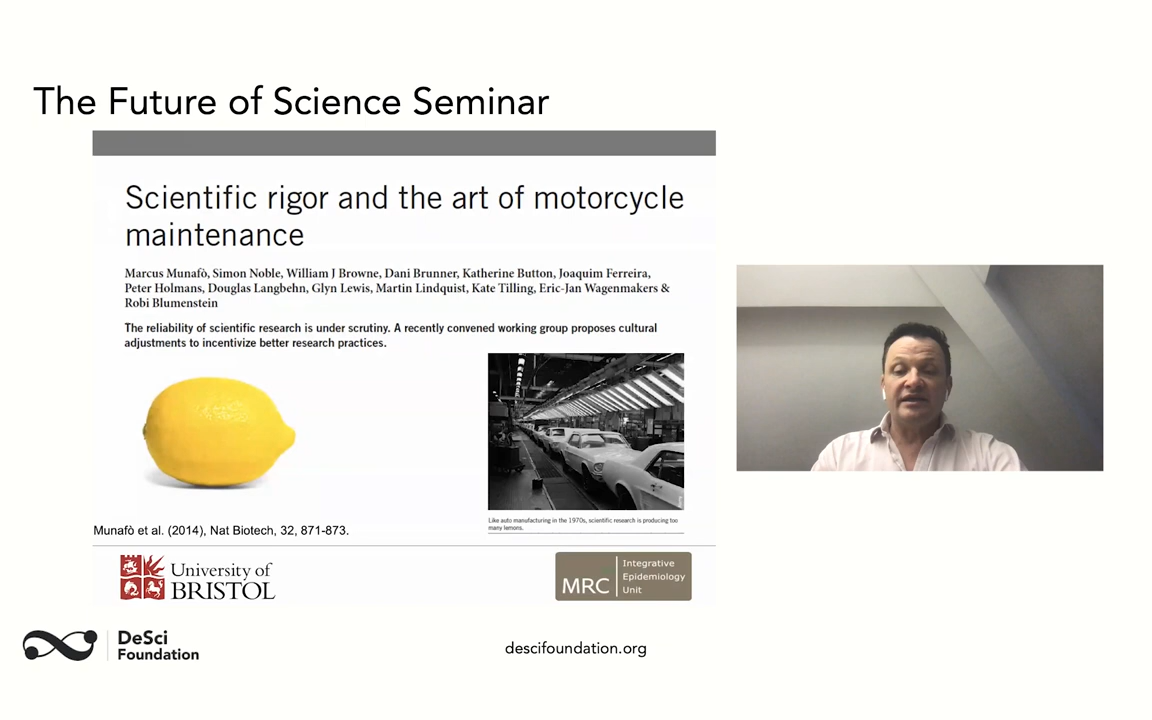 The Future of Science Seminar
Scientific rigor and the art of motorcycle
maintenance
Marcus Munafò, Simon Noble, William J Browne, Dani Brunner, Katherine Button, Joaquim Ferreira,
Peter Holmans, Douglas Langbehn, Glyn Lewis, Martin Lindquist, Kate Tilling, Eric-Jan Wagenmakers &
Robi Blumenstein
The reliability of scientific research is under scrutiny. A recently convened working group proposes cultural
adjustments to incentivize better research practices.
Like auto manufacturing in the 1970s, scientific research is producing too
many lemons.
Munafò et al. (2014), Nat Biotech, 32, 871-873.
University of
BRISTOL
MRC
Integrative
Epidemiology
Unit
DeSci
Foundation
descifoundation.org